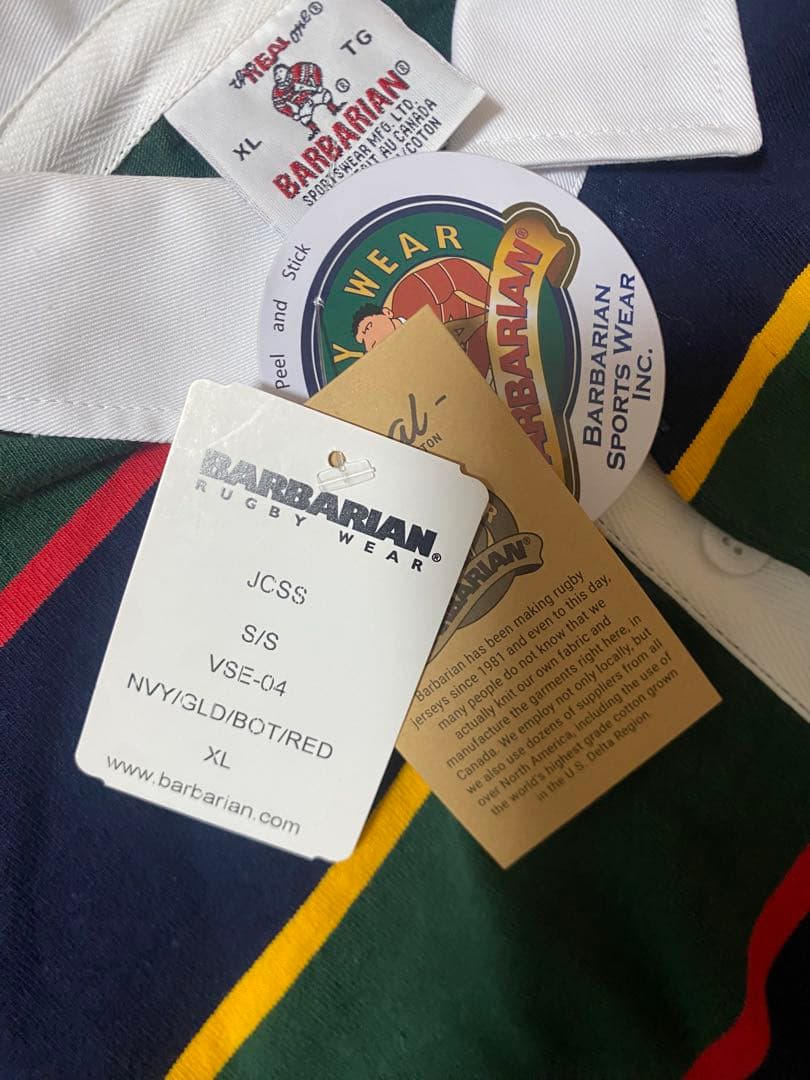 the REAL one®
XL
TG
®
BARBARIAN®
SPORTSWEAR MFG. LTD.
AU CANADA
COTON
Peel and Stick
WEAR
BARBARIAN®
BARBARIAN
SPORTS WEAR
INC.
BARBARIAN®
RUGBY WEAR
JCSS
S/S
VSE-04
NVY/GLD/BOT/RED
XL
www.barbarian.com
Barbarian has been making rugby
jerseys since 1981 and even to this day,
many people do not know that we
actually knit our own fabric and
manufacture the garments right here, in
Canada. We employ not only locally, but
we also use dozens of suppliers from all
over North America, including the use of
the world's highest grade cotton grown
in the U.S. Delta Region.